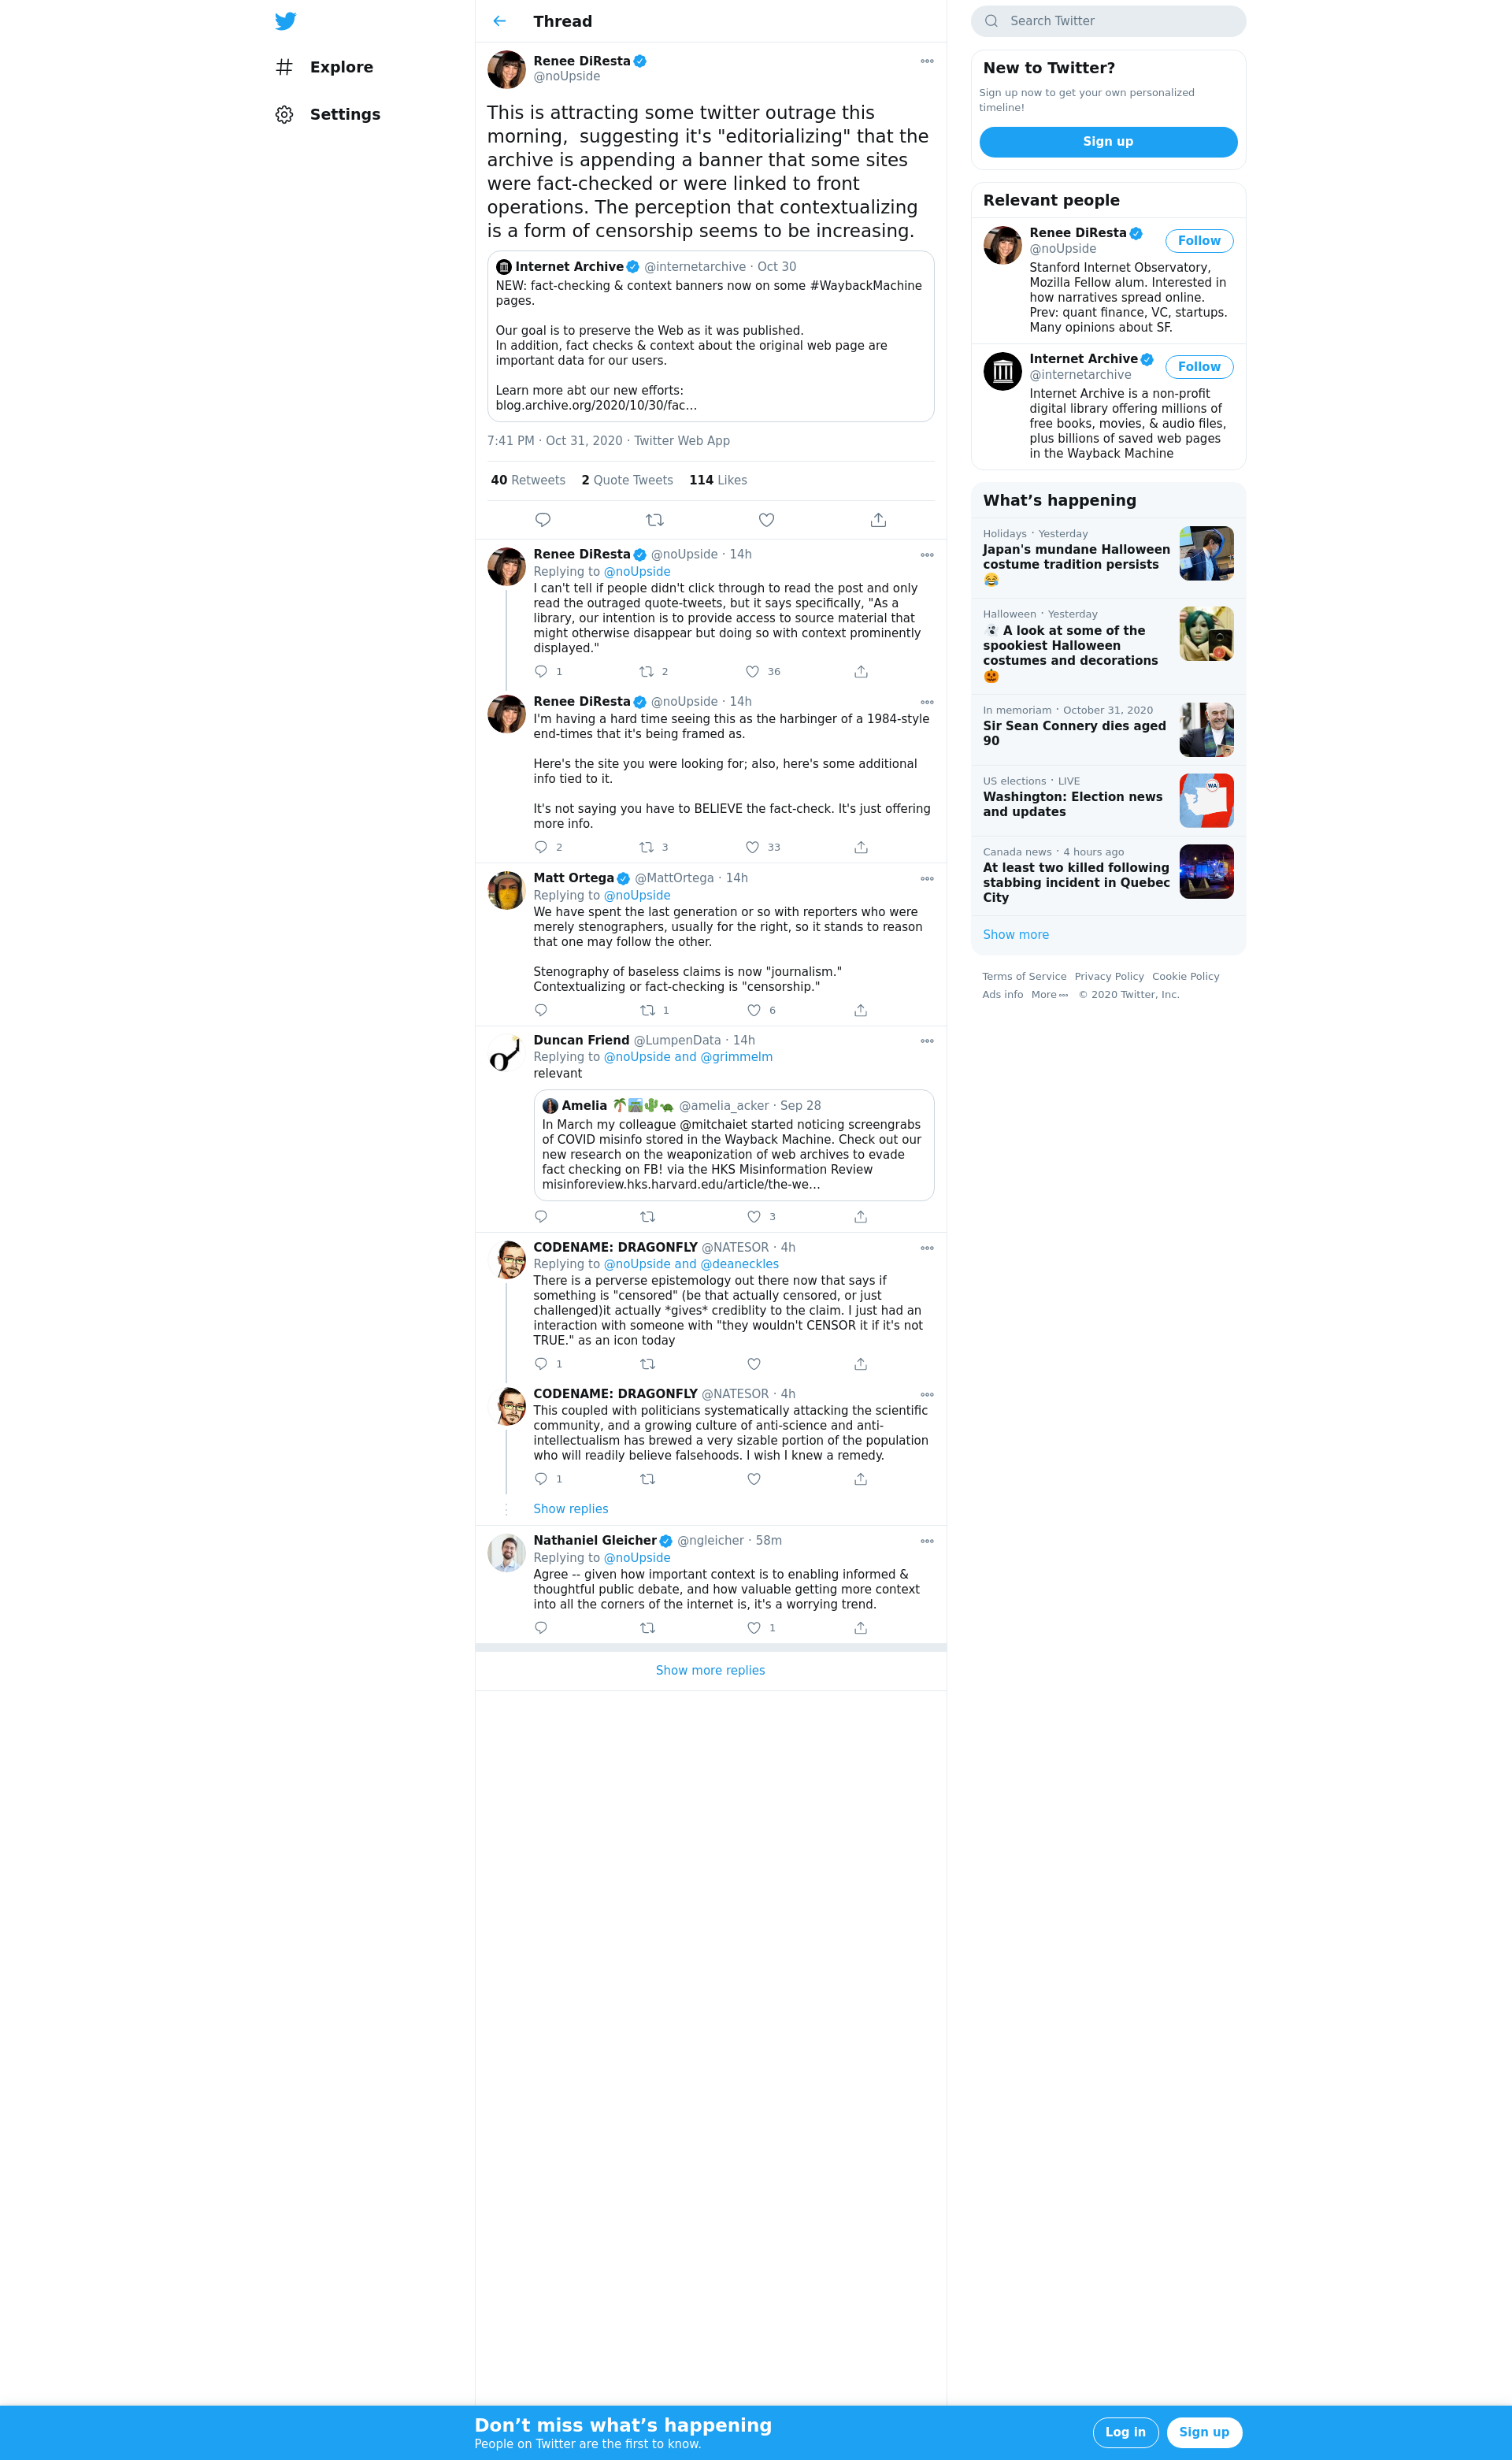 Explore
Settings
Thread
Renee DiResta
@noUpside
This is attracting some twitter outrage this
morning,  suggesting it's "editorializing" that the
archive is appending a banner that some sites
were fact-checked or were linked to front
operations. The perception that contextualizing
is a form of censorship seems to be increasing.
Internet Archive @internetarchive · Oct 30
NEW: fact-checking & context banners now on some #WaybackMachine
pages.
Our goal is to preserve the Web as it was published.
In addition, fact checks & context about the original web page are
important data for our users.
Learn more abt our new efforts:
blog.archive.org/2020/10/30/fac…
7:41 PM · Oct 31, 2020 · Twitter Web App
40 Retweets 2 Quote Tweets 114 Likes
Renee DiResta @noUpside · 14h
Replying to @noUpside
I can't tell if people didn't click through to read the post and only
read the outraged quote-tweets, but it says specifically, "As a
library, our intention is to provide access to source material that
might otherwise disappear but doing so with context prominently
displayed."
1 2 36
Renee DiResta @noUpside · 14h
I'm having a hard time seeing this as the harbinger of a 1984-style
end-times that it's being framed as.
Here's the site you were looking for; also, here's some additional
info tied to it.
It's not saying you have to BELIEVE the fact-check. It's just offering
more info.
2 3 33
Matt Ortega @MattOrtega · 14h
Replying to @noUpside
We have spent the last generation or so with reporters who were
merely stenographers, usually for the right, so it stands to reason
that one may follow the other.
Stenography of baseless claims is now "journalism."
Contextualizing or fact-checking is "censorship."
1 6
Duncan Friend @LumpenData · 14h
Replying to @noUpside and @grimmelm
relevant
Amelia 🌴🛣️🌵🐢 @amelia_acker · Sep 28
In March my colleague @mitchaiet started noticing screengrabs
of COVID misinfo stored in the Wayback Machine. Check out our
new research on the weaponization of web archives to evade
fact checking on FB! via the HKS Misinformation Review
misinforeview.hks.harvard.edu/article/the-we…
3
CODENAME: DRAGONFLY @NATESOR · 4h
Replying to @noUpside and @deaneckles
There is a perverse epistemology out there now that says if
something is "censored" (be that actually censored, or just
challenged)it actually *gives* crediblity to the claim. I just had an
interaction with someone with "they wouldn't CENSOR it if it's not
TRUE." as an icon today
1
CODENAME: DRAGONFLY @NATESOR · 4h
This coupled with politicians systematically attacking the scientific
community, and a growing culture of anti-science and anti-
intellectualism has brewed a very sizable portion of the population
who will readily believe falsehoods. I wish I knew a remedy.
1
Show replies
Nathaniel Gleicher @ngleicher · 58m
Replying to @noUpside
Agree -- given how important context is to enabling informed &
thoughtful public debate, and how valuable getting more context
into all the corners of the internet is, it's a worrying trend.
1
Show more replies
Search Twitter
New to Twitter?
Sign up now to get your own personalized
timeline!
Sign up
Relevant people
Renee DiResta
@noUpside
Follow
Stanford Internet Observatory,
Mozilla Fellow alum. Interested in
how narratives spread online.
Prev: quant finance, VC, startups.
Many opinions about SF.
Internet Archive
@internetarchive
Follow
Internet Archive is a non-profit
digital library offering millions of
free books, movies, & audio files,
plus billions of saved web pages
in the Wayback Machine
What's happening
Holidays · Yesterday
Japan's mundane Halloween
costume tradition persists
😂
Halloween · Yesterday
👻 A look at some of the
spookiest Halloween
costumes and decorations
🎃
In memoriam · October 31, 2020
Sir Sean Connery dies aged
90
US elections · LIVE
Washington: Election news
and updates
WA
Canada news · 4 hours ago
At least two killed following
stabbing incident in Quebec
City
Show more
Terms of Service Privacy Policy Cookie Policy
Ads info More © 2020 Twitter, Inc.
Don’t miss what’s happening
People on Twitter are the first to know.
Log in
Sign up